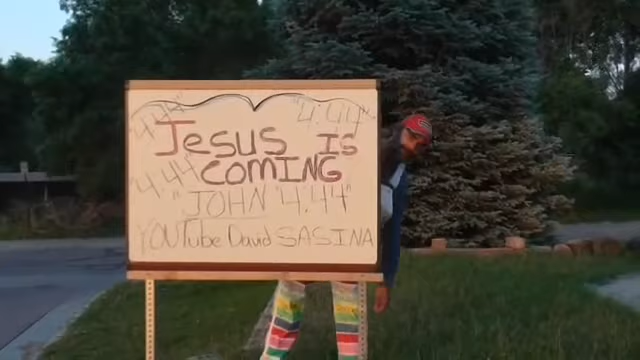 "4:44"
"4:44"
Jesus is
COMING
"4:44"
"JOHN "4:44"
YOUTube David SASINA